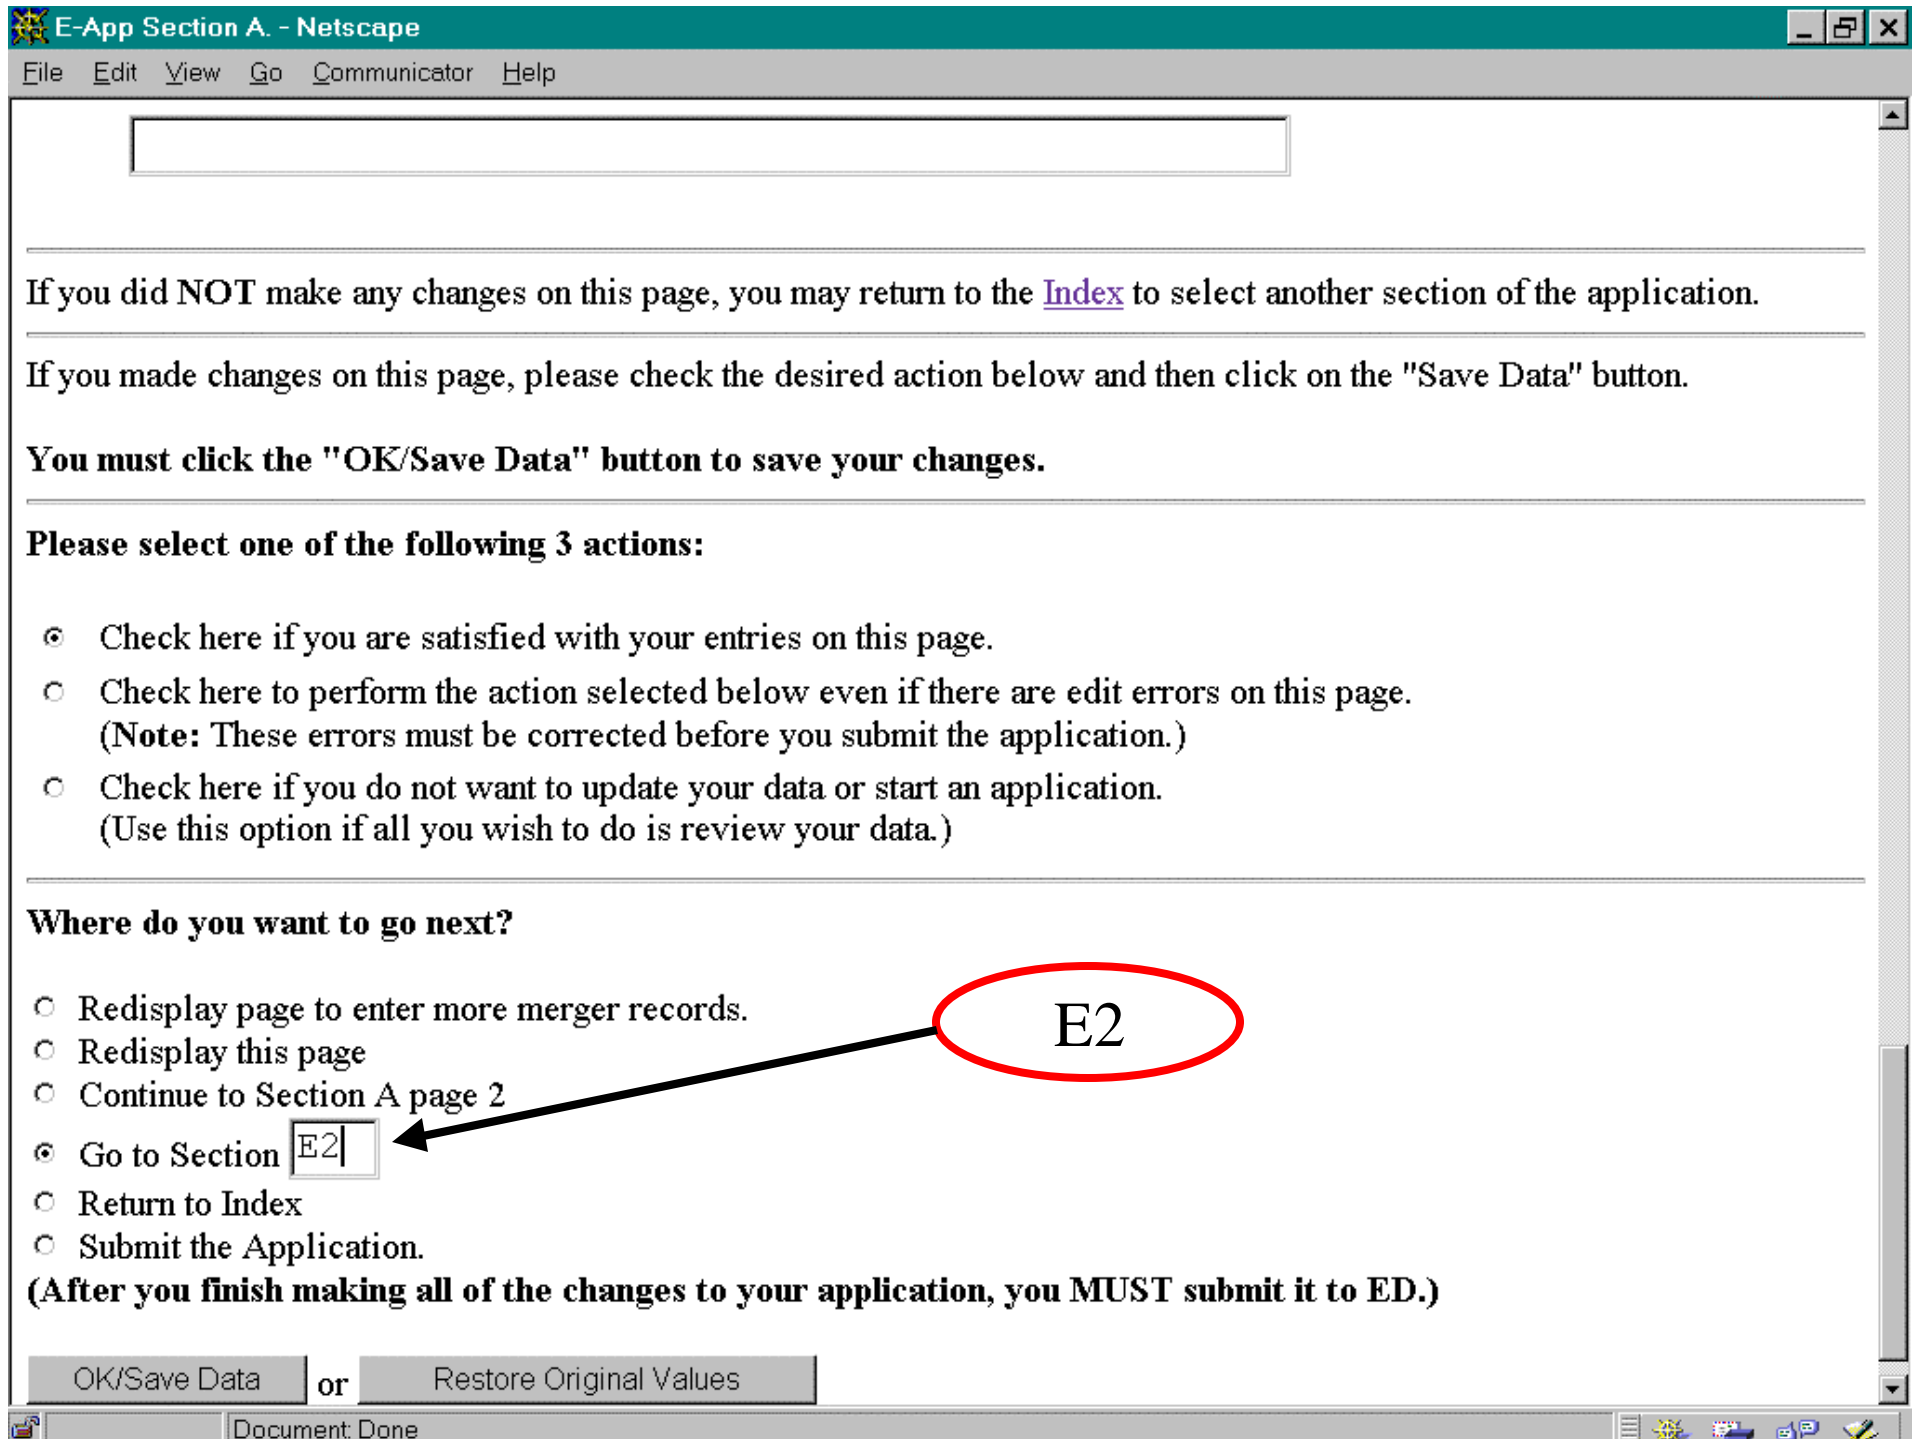 E-App Section A. - Netscape
File Edit View Go Communicator Help
If you did NOT make any changes on this page, you may return to the Index to select another section of the application.
If you made changes on this page, please check the desired action below and then click on the "Save Data" button.
You must click the "OK/Save Data" button to save your changes.
Please select one of the following 3 actions:
Check here if you are satisfied with your entries on this page.
Check here to perform the action selected below even if there are edit errors on this page.
(Note: These errors must be corrected before you submit the application.)
Check here if you do not want to update your data or start an application.
(Use this option if all you wish to do is review your data.)
Where do you want to go next?
Redisplay page to enter more merger records.
E2
Redisplay this page
Continue to Section A page 2
Go to Section E2
Return to Index
Submit the Application.
(After you finish making all of the changes to your application, you MUST submit it to ED.)
OK/Save Data or Restore Original Values
Document: Done